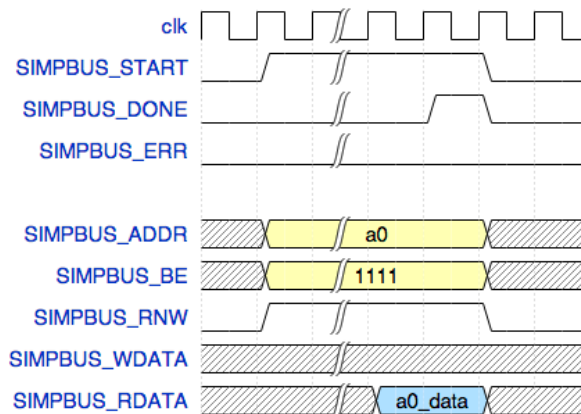 clk
SIMPBUS_START
SIMPBUS_DONE
SIMPBUS_ERR
SIMPBUS_ADDR a0
SIMPBUS_BE 1111
SIMPBUS_RNW
SIMPBUS_WDATA
SIMPBUS_RDATA a0_data